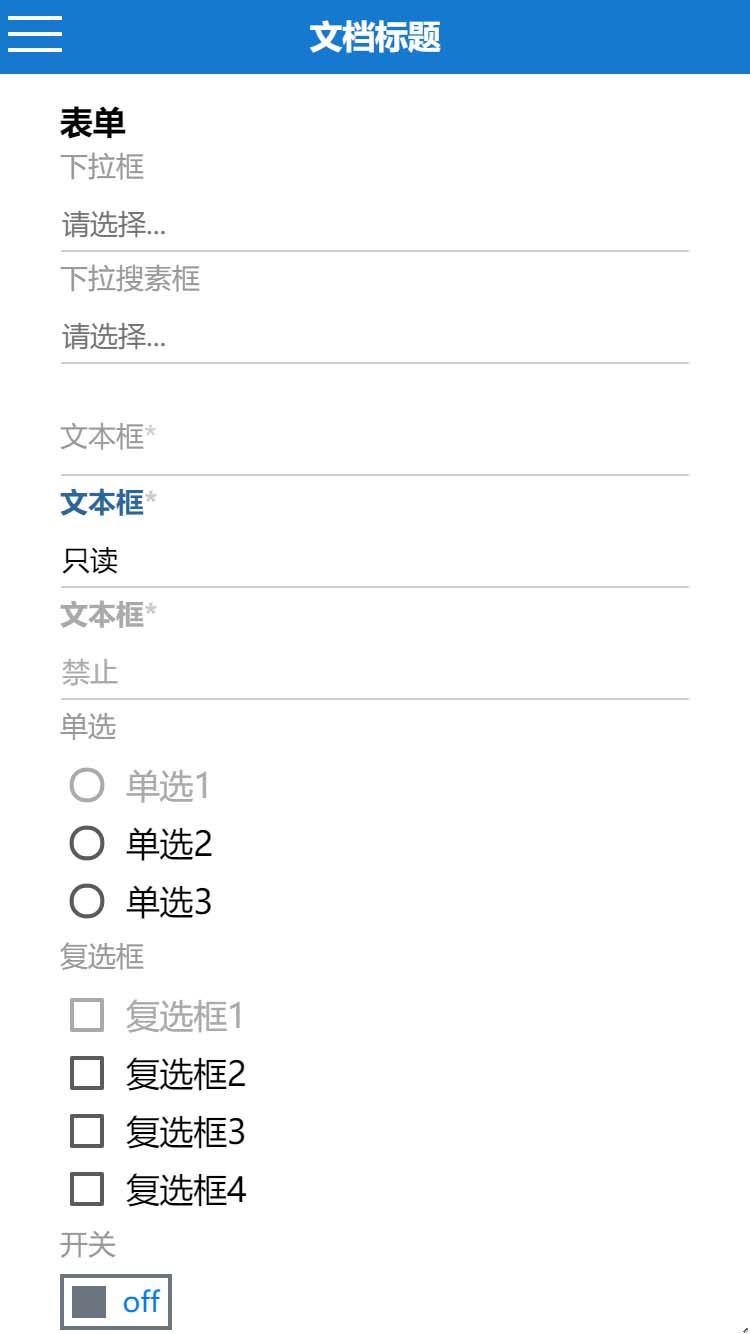 文档标题
表单
下拉框
请选择...
下拉搜素框
请选择...
文本框*
文本框*
只读
文本框*
禁止
单选
单选1
单选2
单选3
复选框
复选框1
复选框2
复选框3
复选框4
开关
off